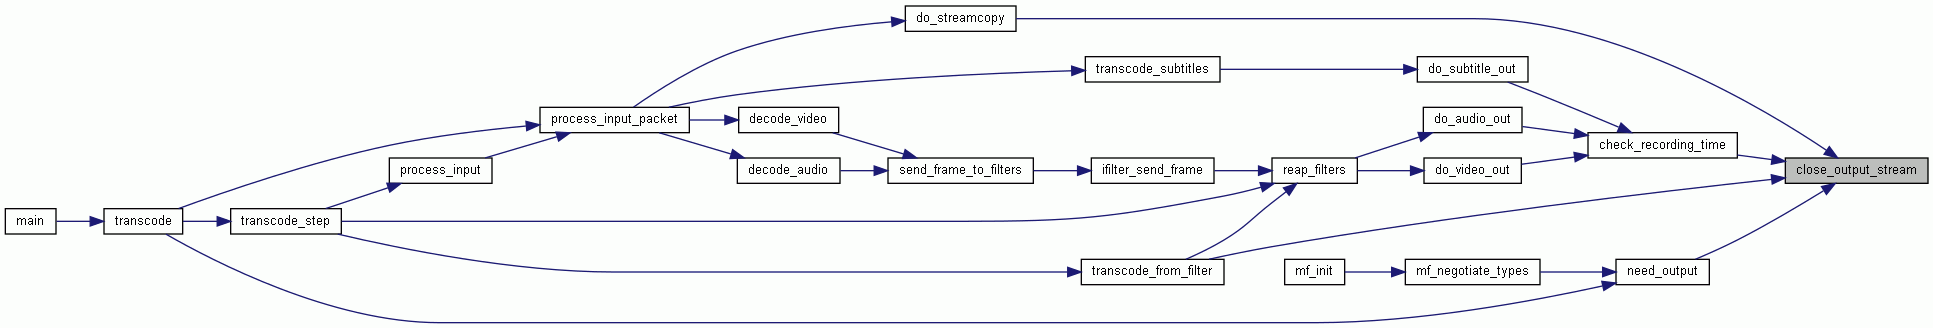 do_streamcopy
transcode_subtitles
do_subtitle_out
process_input_packet
decode_video
do_audio_out
check_recording_time
process_input
decode_audio
send_frame_to_filters
ifilter_send_frame
reap_filters
do_video_out
close_output_stream
main
transcode
transcode_step
transcode_from_filter
mf_init
mf_negotiate_types
need_output